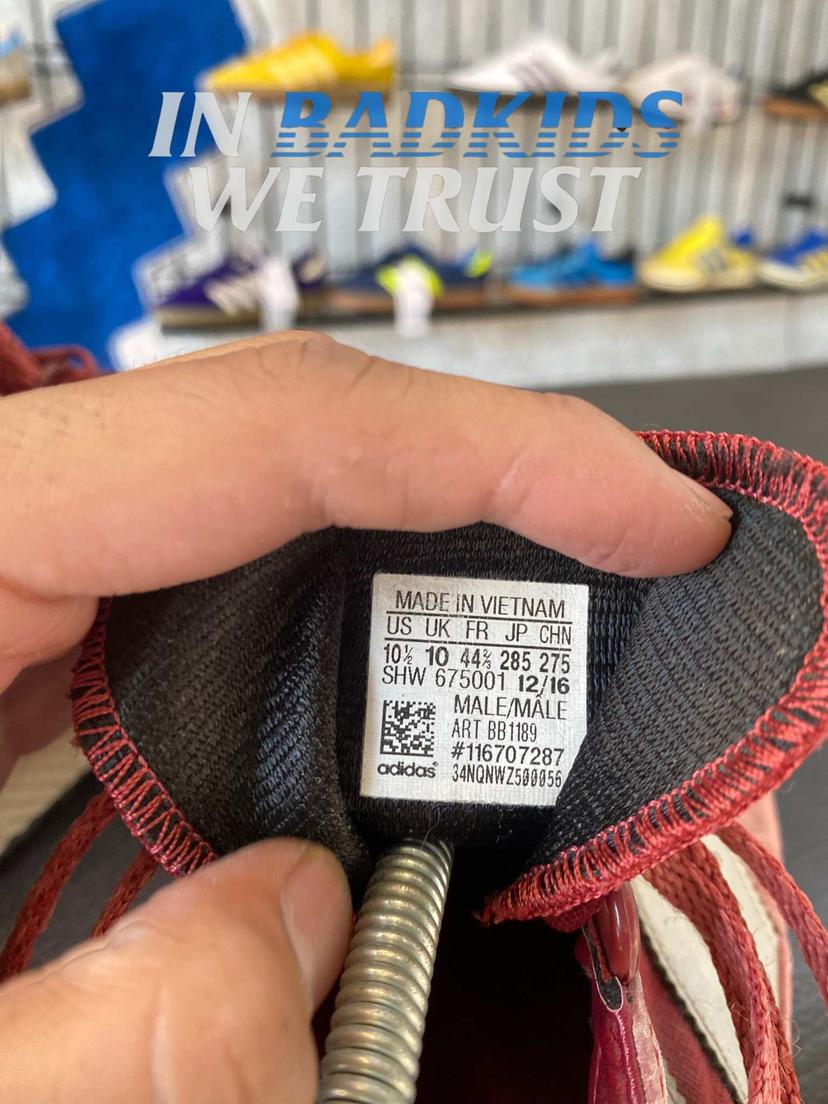 IN BADKIDS
WE TRUST
MADE IN VIETNAM
US UK FR JP CHN
10½ 10 44⅔ 285 275
SHW 675001 12/16
MALE/MÂLE
ART BB1189
#116707287
adidas® 34NQNWZ500056